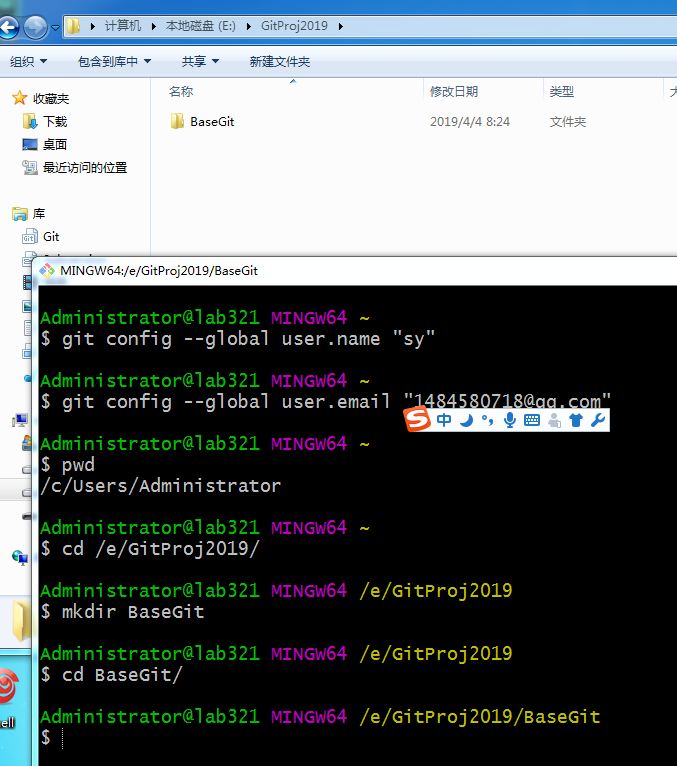 计算机 本地磁盘 (E:) GitProj2019
组织 包含到库中 共享 新建文件夹
收藏夹
下载
桌面
最近访问的位置
库
Git
名称 修改日期 类型
BaseGit 2019/4/4 8:24 文件夹
MINGW64:/e/GitProj2019/BaseGit
Administrator@lab321 MINGW64 ~
$ git config --global user.name "sy"
Administrator@lab321 MINGW64 ~
$ git config --global user.email "1484580718@qq.com"
中
Administrator@lab321 MINGW64 ~
$ pwd
/c/Users/Administrator
Administrator@lab321 MINGW64 ~
$ cd /e/GitProj2019/
Administrator@lab321 MINGW64 /e/GitProj2019
$ mkdir BaseGit
Administrator@lab321 MINGW64 /e/GitProj2019
$ cd BaseGit/
Administrator@lab321 MINGW64 /e/GitProj2019/BaseGit
$
ell